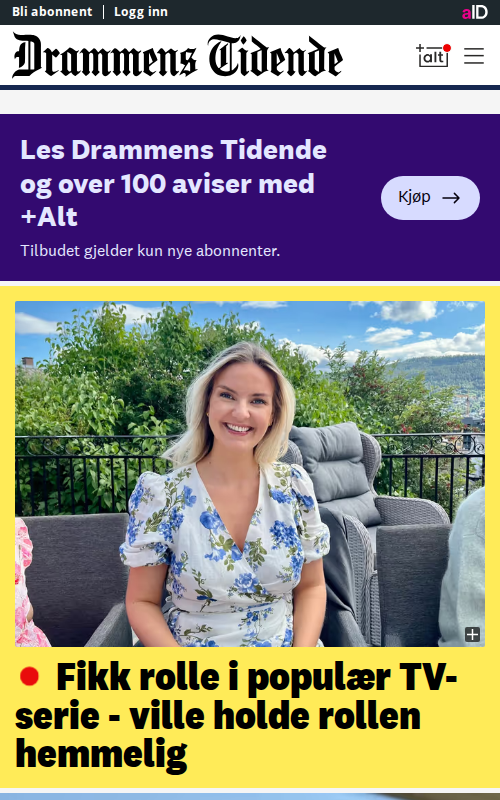 Bli abonnent | Logg inn
aID
Drammens Tidende
+alt
Les Drammens Tidende
og over 100 aviser med
+Alt
Kjøp →
Tilbudet gjelder kun nye abonnenter.
Fikk rolle i populær TV-
serie - ville holde rollen
hemmelig